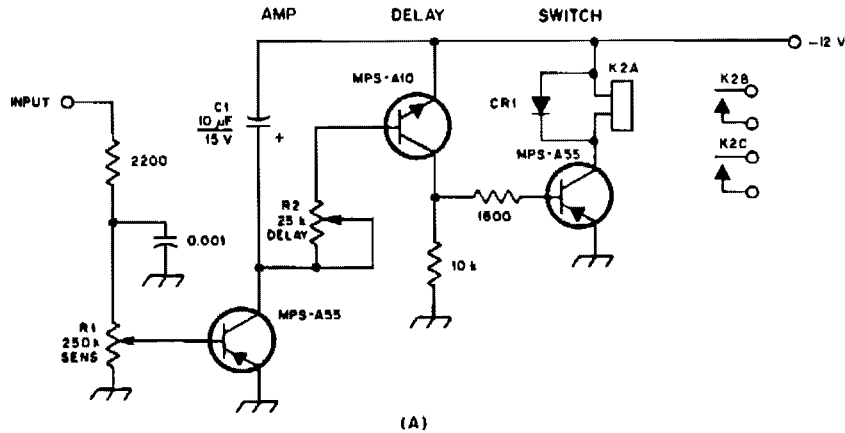 AMP DELAY SWITCH
-12 V
MPS-A10
K2A
CR1
K2B
INPUT
C1
10 µF
15 V
+
MPS-A55
K2C
2200
R2
25 k
DELAY
1600
0.001
10 k
R1
250 k
SENS
MPS-A55
(A)